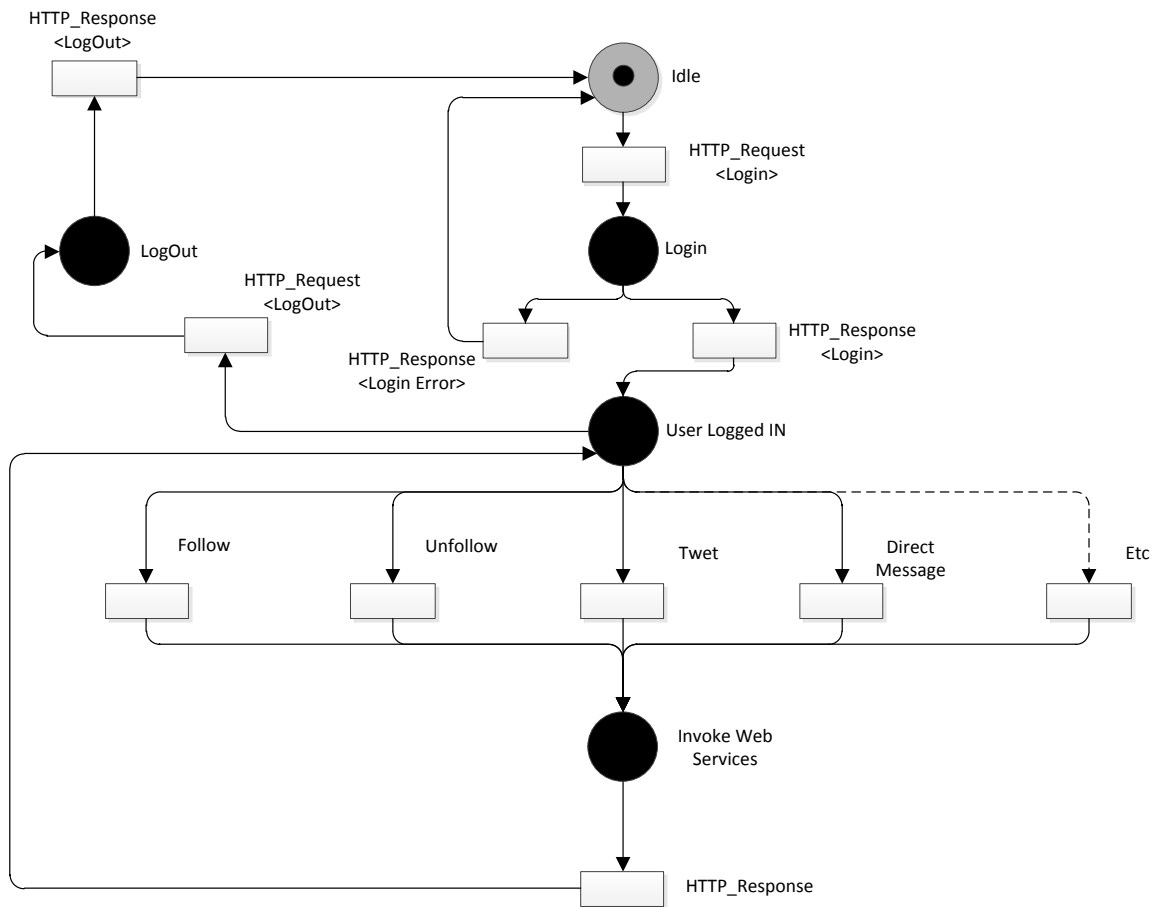 HTTP_Response
<LogOut>
Idle
HTTP_Request
<Login>
LogOut
Login
HTTP_Request
<LogOut>
HTTP_Response
<Login Error>
HTTP_Response
<Login>
User Logged IN
Follow
Unfollow
Twet
Direct
Message
Etc
Invoke Web
Services
HTTP_Response